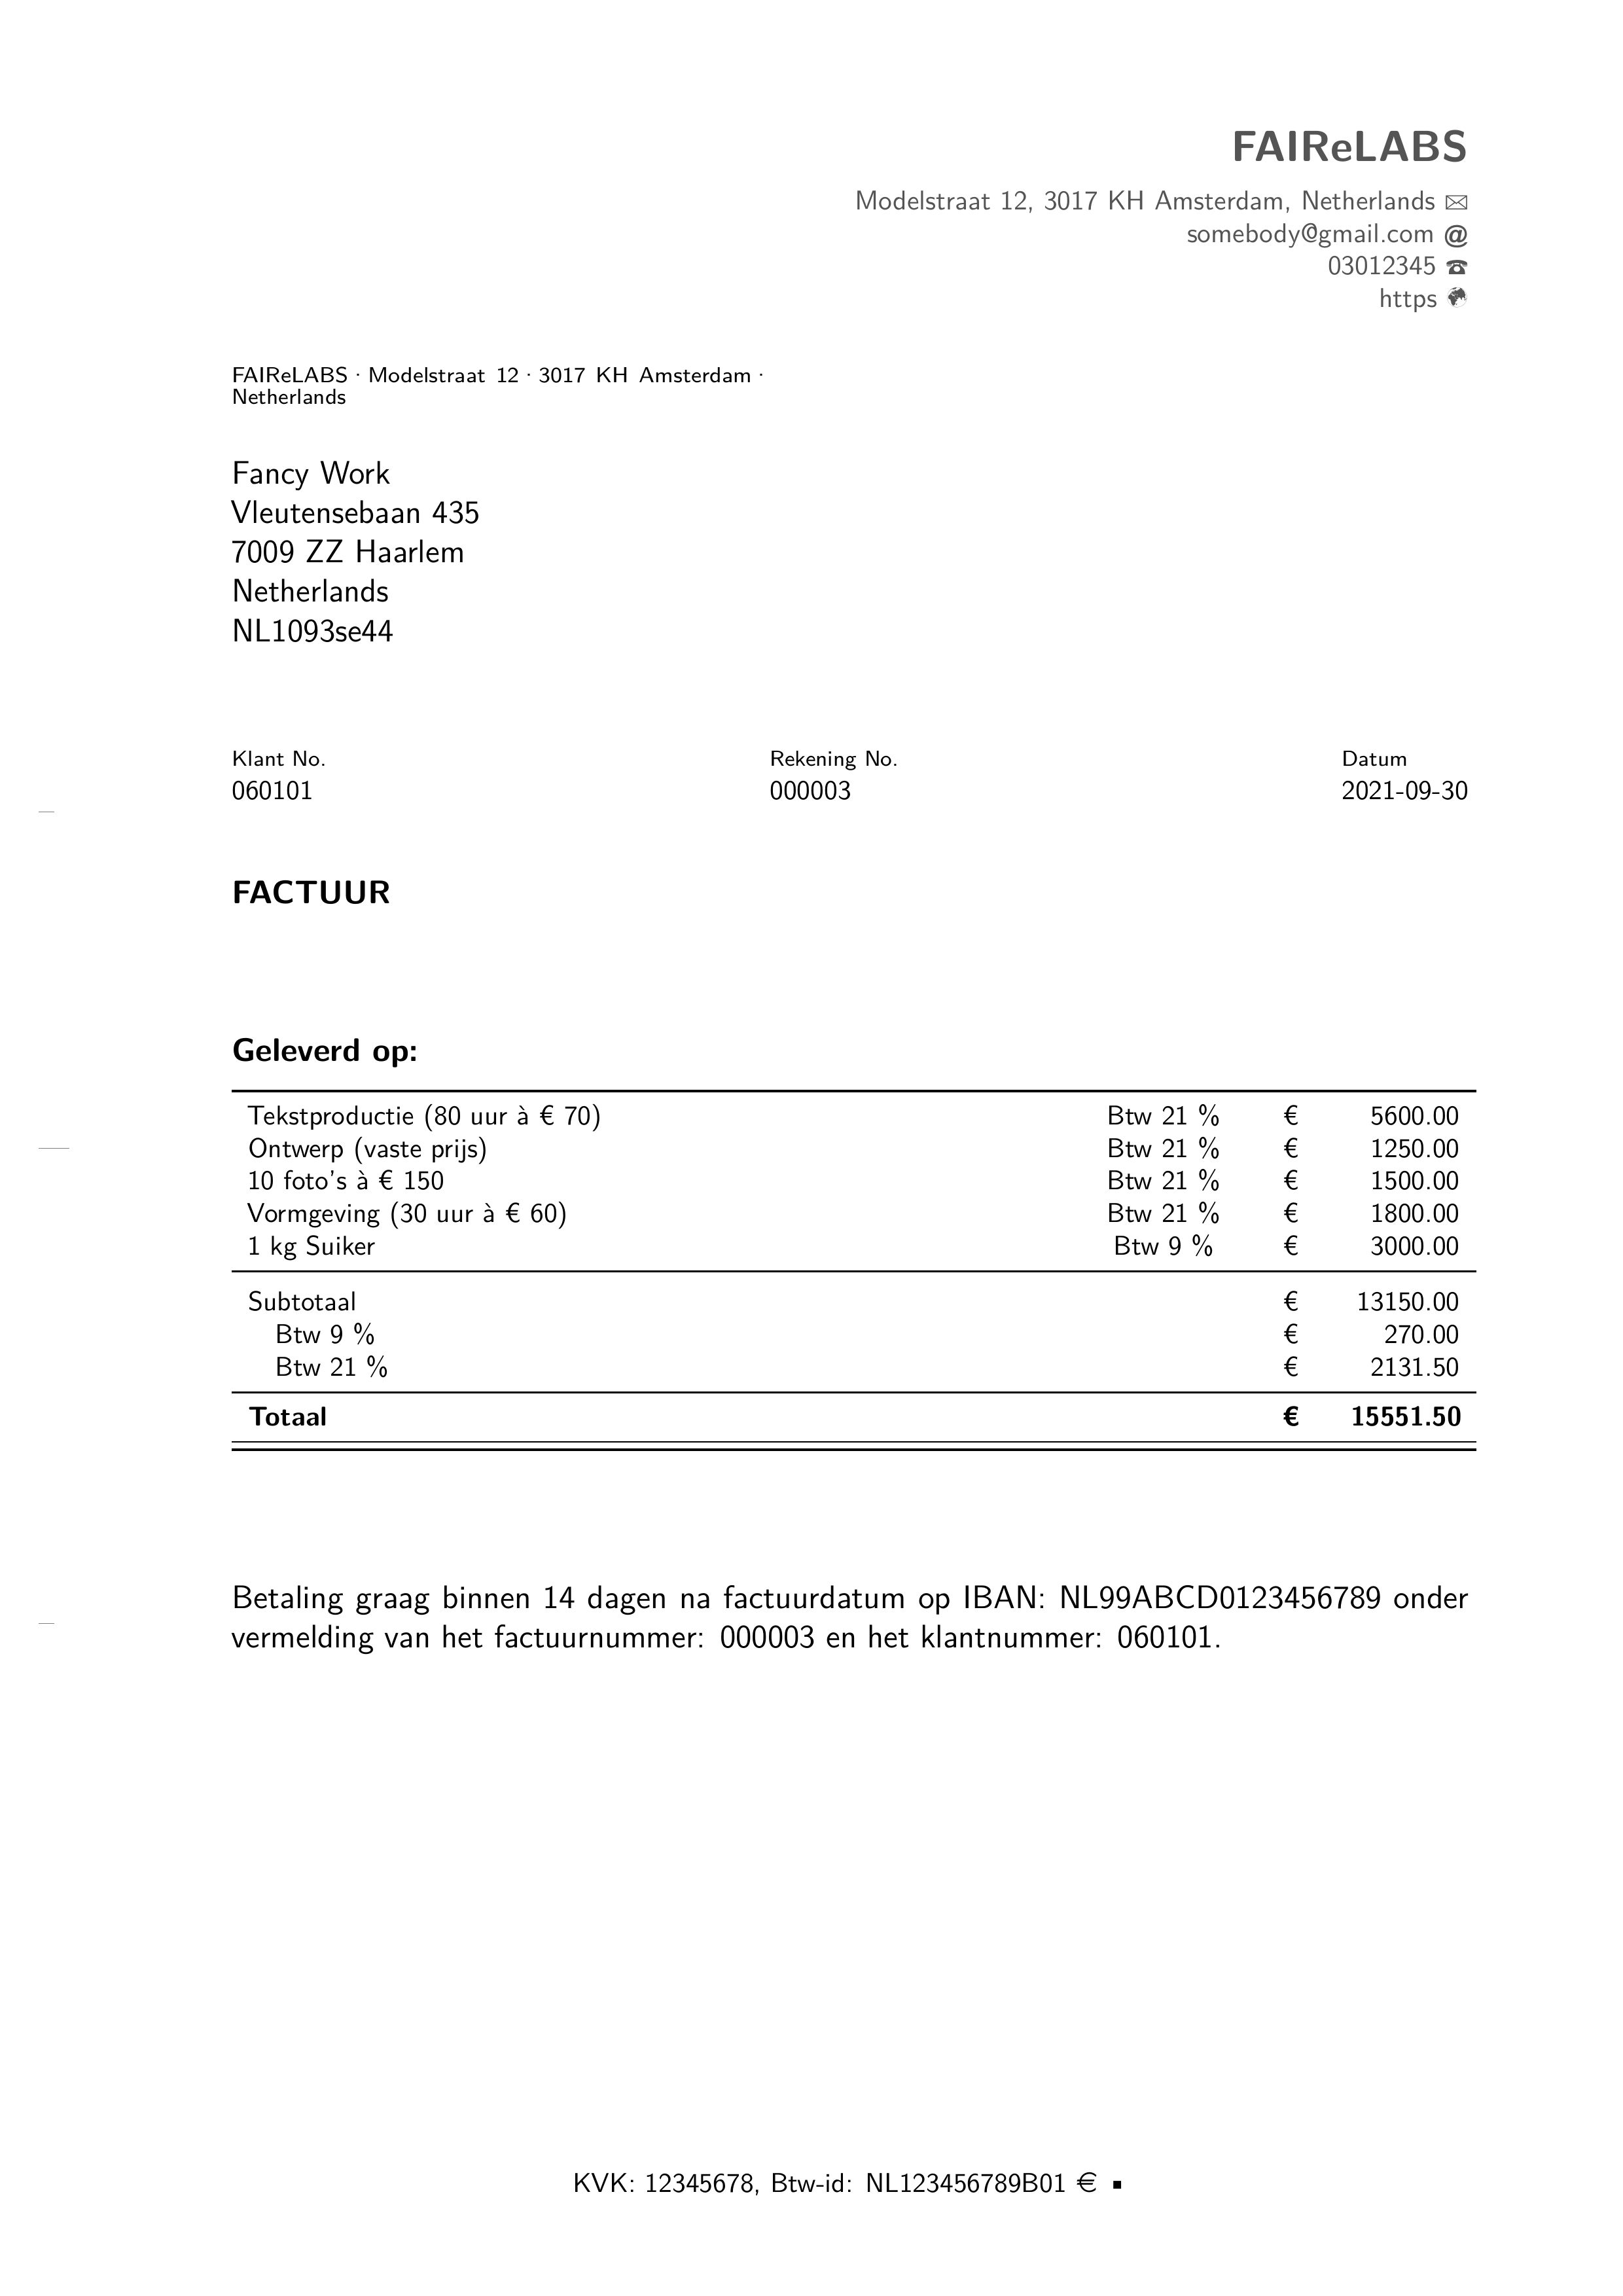 FAIReLABS
Modelstraat 12, 3017 KH Amsterdam, Netherlands
somebody@gmail.com @
03012345
https
FAIReLABS · Modelstraat 12 · 3017 KH Amsterdam ·
Netherlands
Fancy Work
Vleutensebaan 435
7009 ZZ Haarlem
Netherlands
NL1093se44
Klant No. Rekening No. Datum
060101 000003 2021-09-30
FACTUUR
Geleverd op:
Tekstproductie (80 uur à € 70) Btw 21 % € 5600.00
Ontwerp (vaste prijs) Btw 21 % € 1250.00
10 foto's à € 150 Btw 21 % € 1500.00
Vormgeving (30 uur à € 60) Btw 21 % € 1800.00
1 kg Suiker Btw 9 % € 3000.00
Subtotaal € 13150.00
Btw 9 % € 270.00
Btw 21 % € 2131.50
Totaal € 15551.50
Betaling graag binnen 14 dagen na factuurdatum op IBAN: NL99ABCD0123456789 onder
vermelding van het factuurnummer: 000003 en het klantnummer: 060101.
KVK: 12345678, Btw-id: NL123456789B01 € ▪